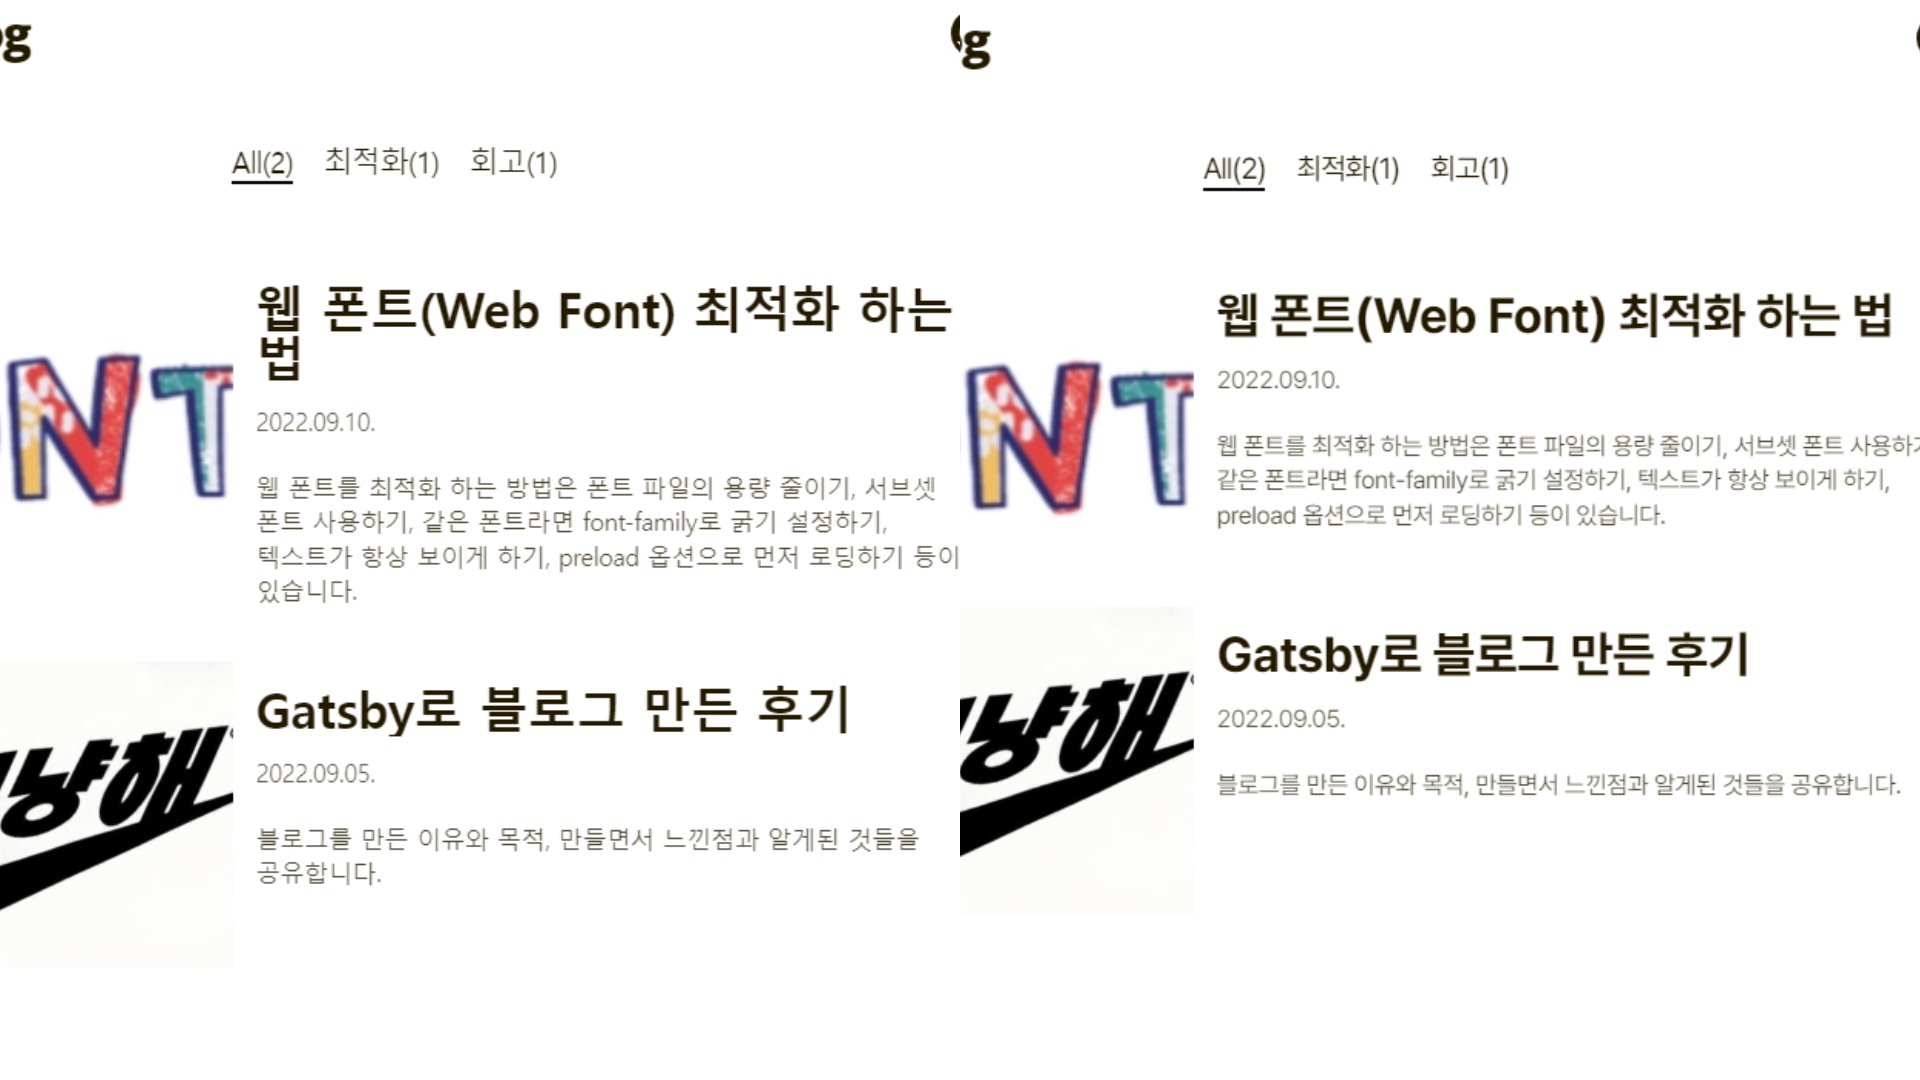 og
All(2) 최적화(1) 회고(1)
NT
웹 폰트(Web Font) 최적화 하는
법
2022.09.10.
웹 폰트를 최적화 하는 방법은 폰트 파일의 용량 줄이기, 서브셋
폰트 사용하기, 같은 폰트라면 font-family로 굵기 설정하기,
텍스트가 항상 보이게 하기, preload 옵션으로 먼저 로딩하기 등이
있습니다.
냥해
Gatsby로 블로그 만든 후기
2022.09.05.
블로그를 만든 이유와 목적, 만들면서 느낀점과 알게된 것들을
공유합니다.
g
All(2) 최적화(1) 회고(1)
NT
웹 폰트(Web Font) 최적화 하는 법
2022.09.10.
웹 폰트를 최적화 하는 방법은 폰트 파일의 용량 줄이기, 서브셋 폰트 사용하기
같은 폰트라면 font-family로 굵기 설정하기, 텍스트가 항상 보이게 하기,
preload 옵션으로 먼저 로딩하기 등이 있습니다.
냥해
Gatsby로 블로그 만든 후기
2022.09.05.
블로그를 만든 이유와 목적, 만들면서 느낀점과 알게된 것들을 공유합니다.